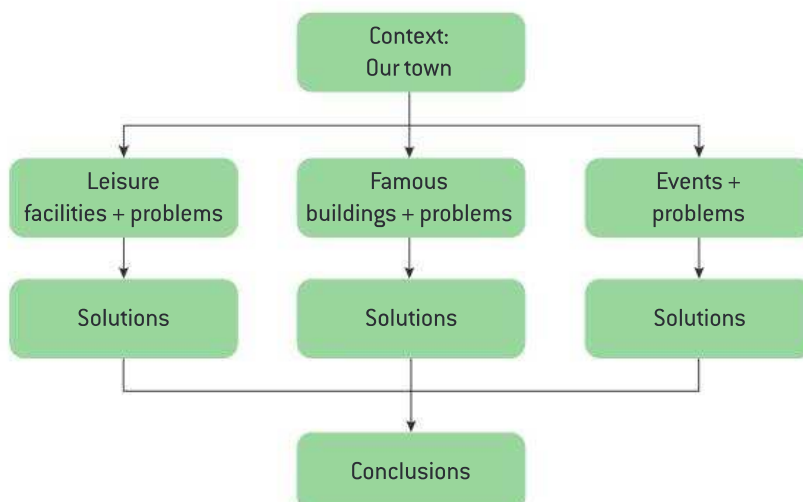 Context:
Our town
Leisure
facilities + problems
Famous
buildings + problems
Events +
problems
Solutions
Solutions
Solutions
Conclusions